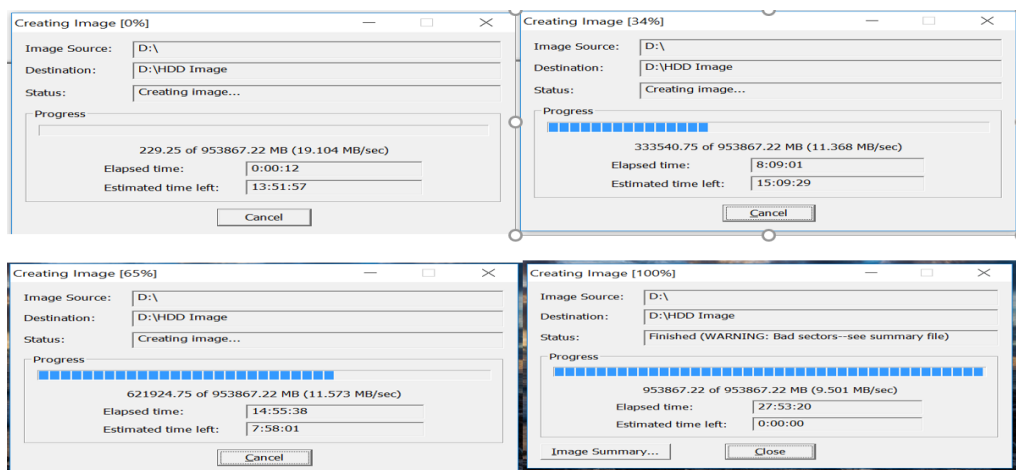 Creating Image [0%]
Image Source: D:\
Destination: D:\HDD Image
Status: Creating image...
Progress
229.25 of 953867.22 MB (19.104 MB/sec)
Elapsed time: 0:00:12
Estimated time left: 13:51:57
Cancel
Creating Image [34%]
Image Source: D:\
Destination: D:\HDD Image
Status: Creating image...
Progress
333540.75 of 953867.22 MB (11.368 MB/sec)
Elapsed time: 8:09:01
Estimated time left: 15:09:29
Cancel
Creating Image [65%]
Image Source: D:\
Destination: D:\HDD Image
Status: Creating image...
Progress
621924.75 of 953867.22 MB (11.573 MB/sec)
Elapsed time: 14:55:38
Estimated time left: 7:58:01
Cancel
Creating Image [100%]
Image Source: D:\
Destination: D:\HDD Image
Status: Finished (WARNING: Bad sectors--see summary file)
Progress
953867.22 of 953867.22 MB (9.501 MB/sec)
Elapsed time: 27:53:20
Estimated time left: 0:00:00
Image Summary... Close